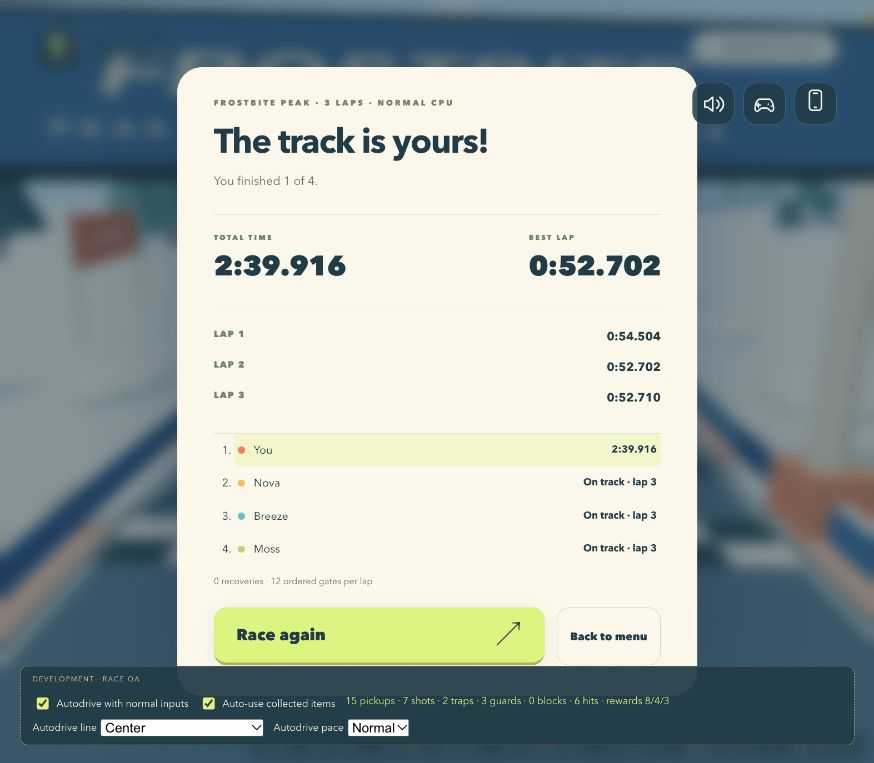 FROSTBITE PEAK · 3 LAPS · NORMAL CPU
The track is yours!
You finished 1 of 4.
TOTAL TIME BEST LAP
2:39.916 0:52.702
LAP 1 0:54.504
LAP 2 0:52.702
LAP 3 0:52.710
1. You 2:39.916
2. Nova On track · lap 3
3. Breeze On track · lap 3
4. Moss On track · lap 3
0 recoveries · 12 ordered gates per lap
Race again Back to menu
DEVELOPMENT · RACE QA
Autodrive with normal inputs Auto-use collected items 15 pickups · 7 shots · 2 traps · 3 guards · 0 blocks · 6 hits · rewards 8/4/3
Autodrive line Center Autodrive pace Normal